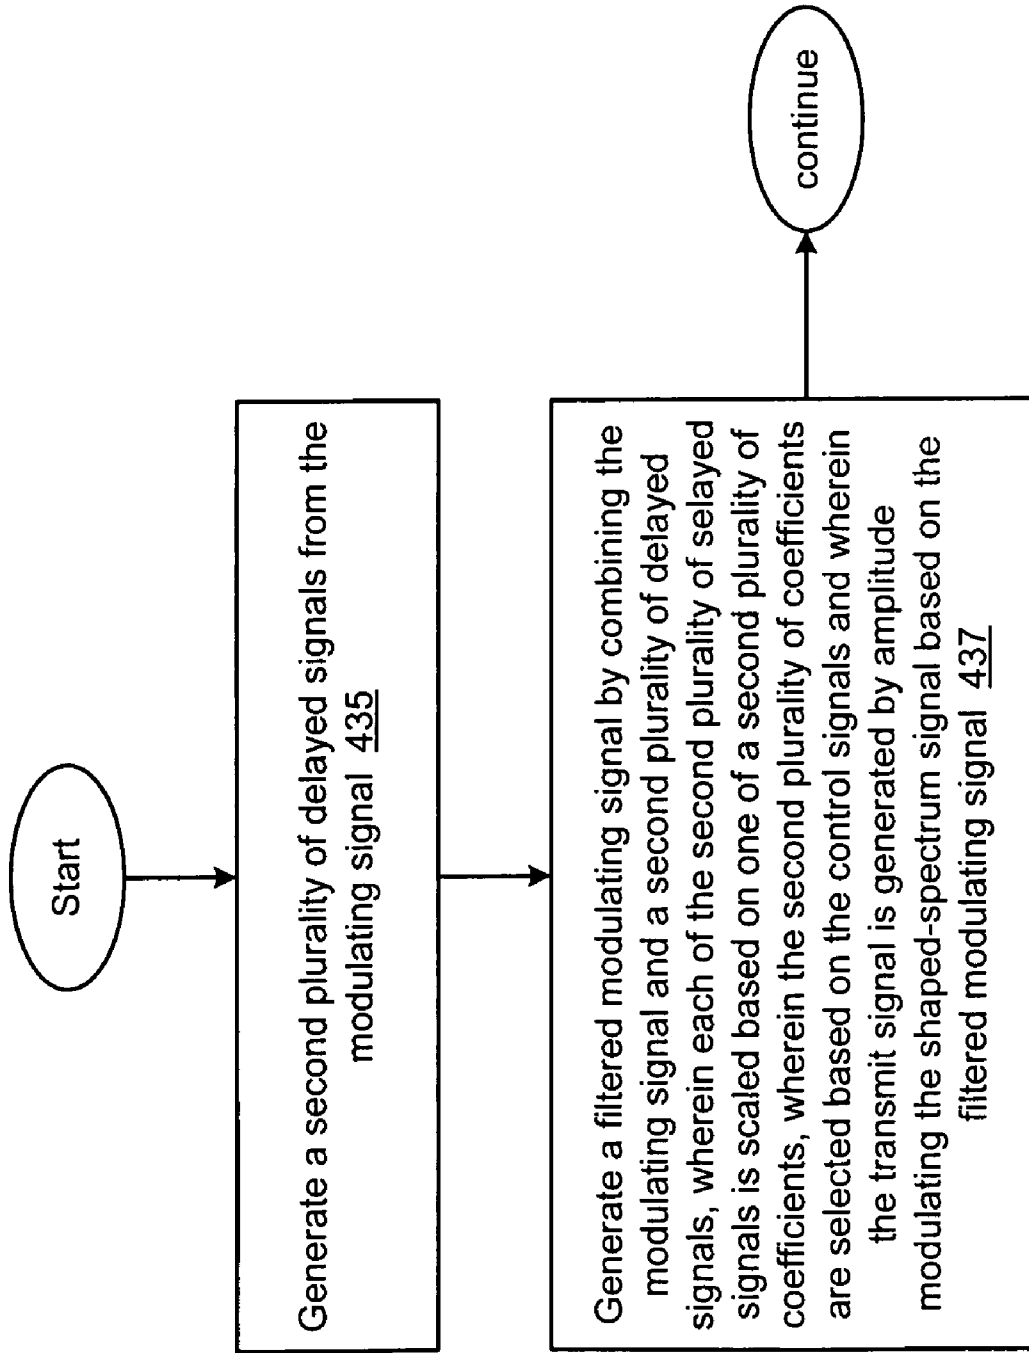 Start
Generate a second plurality of delayed signals from the
modulating signal 435
Generate a filtered modulating signal by combining the
modulating signal and a second plurality of delayed
signals, wherein each of the second plurality of selayed
signals is scaled based on one of a second plurality of
coefficients, wherein the second plurality of coefficients
are selected based on the control signals and wherein
the transmit signal is generated by amplitude
modulating the shaped-spectrum signal based on the
filtered modulating signal 437
continue